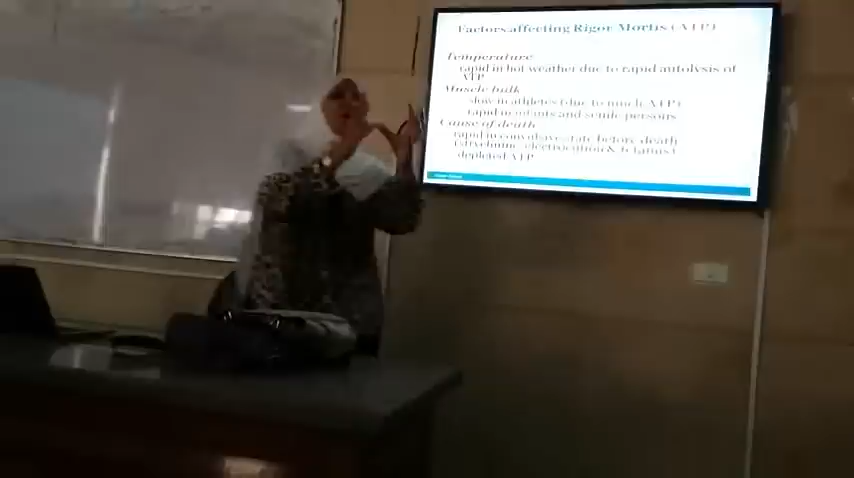 Factors affecting Rigor Mortis (ATP)
Temperature
rapid in hot weather due to rapid autolysis of
ATP
Muscle bulk
slow in athletes (due to much ATP)
rapid in infants and senile persons
Cause of death
rapid in convulsive state before death
(strychnine, electrocution & tetanus)
depleted ATP